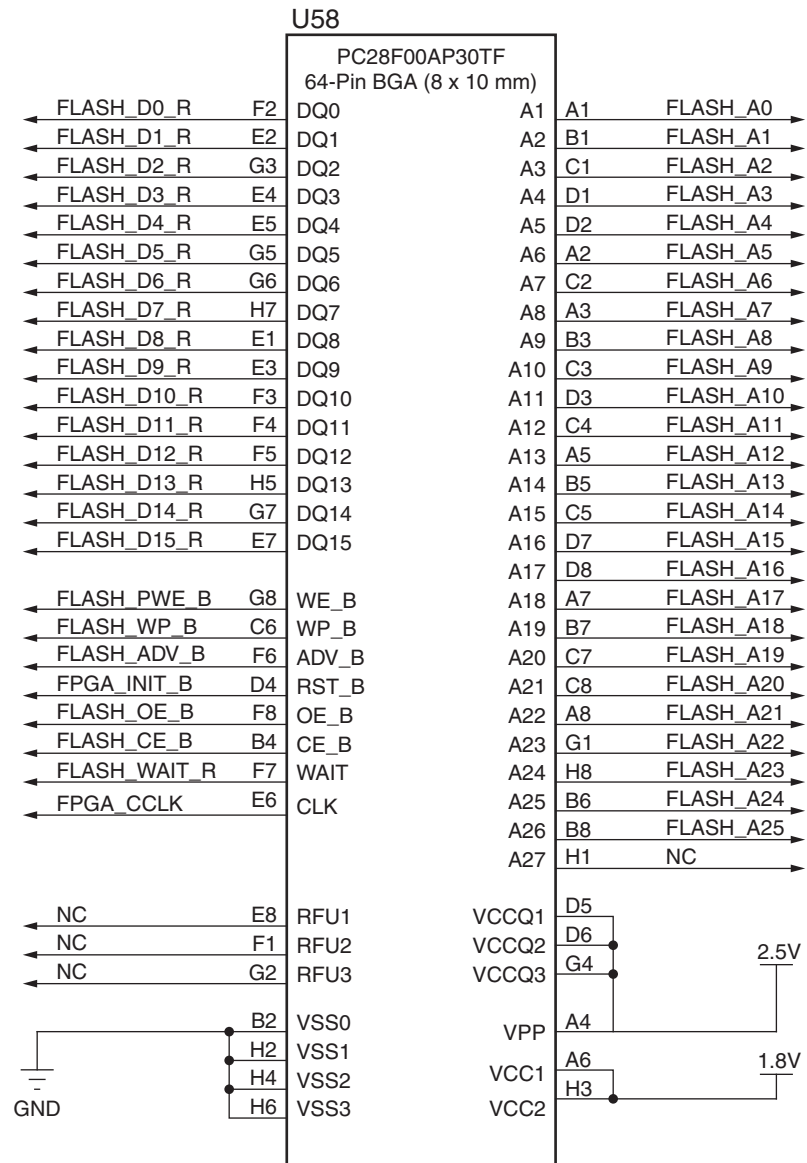 U58
PC28F00AP30TF
64-Pin BGA (8 x 10 mm)
FLASH_D0_R F2 DQ0 A1 A1 FLASH_A0
FLASH_D1_R E2 DQ1 A2 B1 FLASH_A1
FLASH_D2_R G3 DQ2 A3 C1 FLASH_A2
FLASH_D3_R E4 DQ3 A4 D1 FLASH_A3
FLASH_D4_R E5 DQ4 A5 D2 FLASH_A4
FLASH_D5_R G5 DQ5 A6 A2 FLASH_A5
FLASH_D6_R G6 DQ6 A7 C2 FLASH_A6
FLASH_D7_R H7 DQ7 A8 A3 FLASH_A7
FLASH_D8_R E1 DQ8 A9 B3 FLASH_A8
FLASH_D9_R E3 DQ9 A10 C3 FLASH_A9
FLASH_D10_R F3 DQ10 A11 D3 FLASH_A10
FLASH_D11_R F4 DQ11 A12 C4 FLASH_A11
FLASH_D12_R F5 DQ12 A13 A5 FLASH_A12
FLASH_D13_R H5 DQ13 A14 B5 FLASH_A13
FLASH_D14_R G7 DQ14 A15 C5 FLASH_A14
FLASH_D15_R E7 DQ15 A16 D7 FLASH_A15
A17 D8 FLASH_A16
FLASH_PWE_B G8 WE_B A18 A7 FLASH_A17
FLASH_WP_B C6 WP_B A19 B7 FLASH_A18
FLASH_ADV_B F6 ADV_B A20 C7 FLASH_A19
FPGA_INIT_B D4 RST_B A21 C8 FLASH_A20
FLASH_OE_B F8 OE_B A22 A8 FLASH_A21
FLASH_CE_B B4 CE_B A23 G1 FLASH_A22
FLASH_WAIT_R F7 WAIT A24 H8 FLASH_A23
FPGA_CCLK E6 CLK A25 B6 FLASH_A24
A26 B8 FLASH_A25
A27 H1 NC
NC E8 RFU1 VCCQ1 D5
NC F1 RFU2 VCCQ2 D6 2.5V
NC G2 RFU3 VCCQ3 G4
B2 VSS0 VPP A4
H2 VSS1 VCC1 A6 1.8V
H4 VSS2 VCC2 H3
GND H6 VSS3